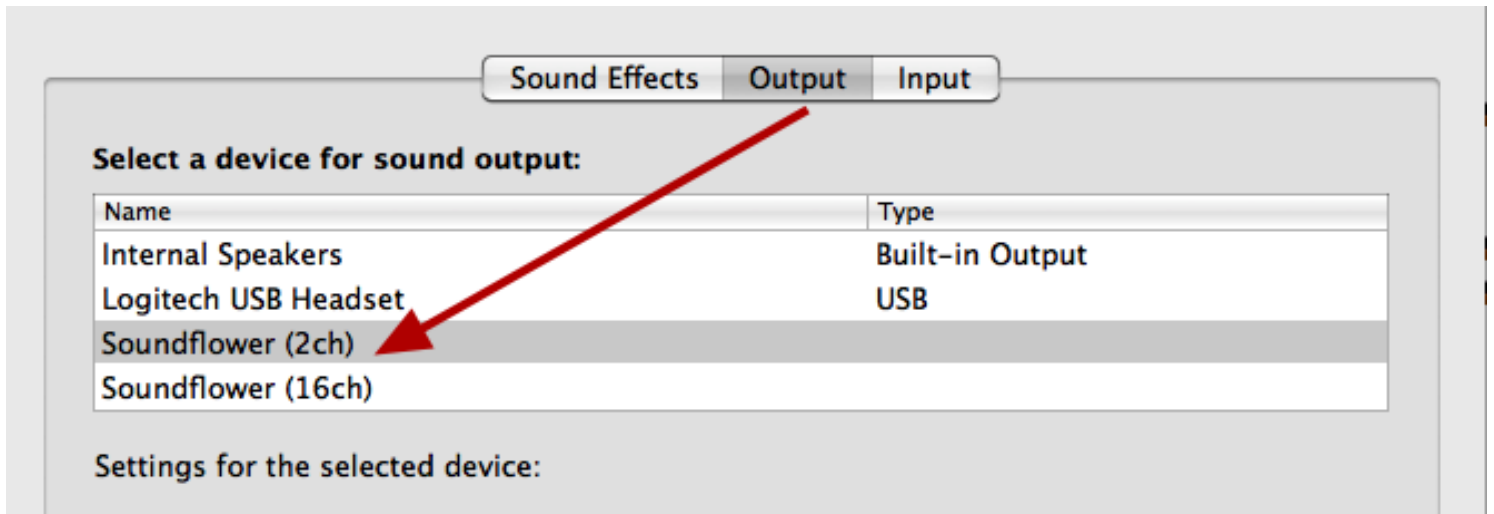 Sound Effects Output Input
Select a device for sound output:
Name Type
Internal Speakers Built-in Output
Logitech USB Headset USB
Soundflower (2ch)
Soundflower (16ch)
Settings for the selected device: